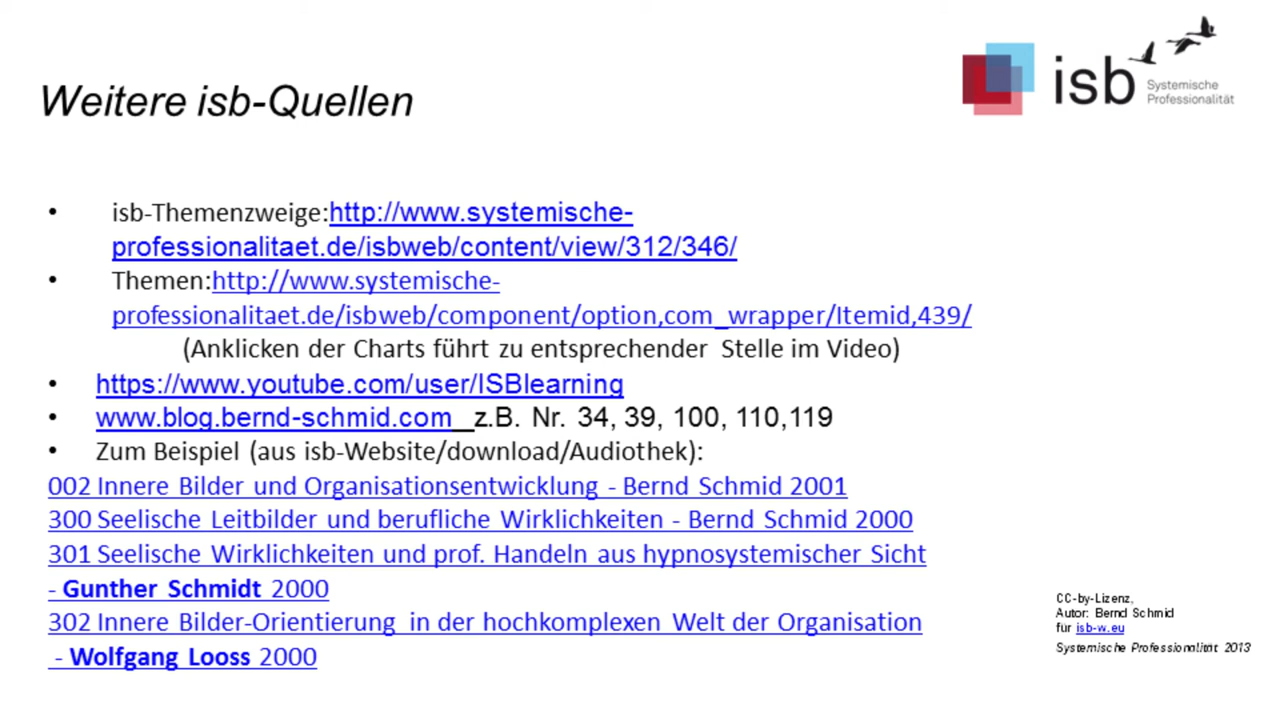 isb Systemische
Professionalität
Weitere isb-Quellen
• isb-Themenzweige:http://www.systemische-
professionalitaet.de/isbweb/content/view/312/346/
• Themen:http://www.systemische-
professionalitaet.de/isbweb/component/option,com_wrapper/Itemid,439/
(Anklicken der Charts führt zu entsprechender Stelle im Video)
• https://www.youtube.com/user/ISBlearning
• www.blog.bernd-schmid.com z.B. Nr. 34, 39, 100, 110,119
• Zum Beispiel (aus isb-Website/download/Audiothek):
002 Innere Bilder und Organisationsentwicklung - Bernd Schmid 2001
300 Seelische Leitbilder und berufliche Wirklichkeiten - Bernd Schmid 2000
301 Seelische Wirklichkeiten und prof. Handeln aus hypnosystemischer Sicht
- Gunther Schmidt 2000
302 Innere Bilder-Orientierung in der hochkomplexen Welt der Organisation
- Wolfgang Looss 2000
CC-by-Lizenz,
Autor: Bernd Schmid
für isb-w.eu
Systemische Professionalität 2013